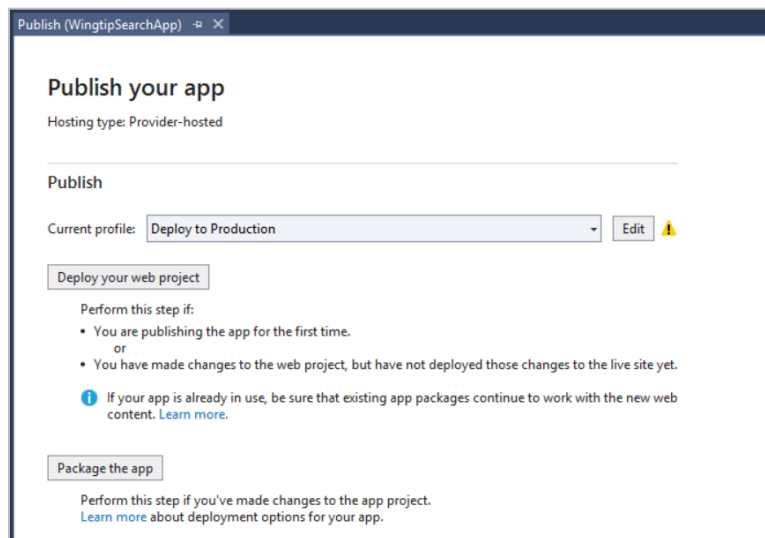 Publish (WingtipSearchApp)
Publish your app
Hosting type: Provider-hosted
Publish
Current profile: Deploy to Production Edit
Deploy your web project
Perform this step if:
• You are publishing the app for the first time.
or
• You have made changes to the web project, but have not deployed those changes to the live site yet.
If your app is already in use, be sure that existing app packages continue to work with the new web
content. Learn more.
Package the app
Perform this step if you've made changes to the app project.
Learn more about deployment options for your app.